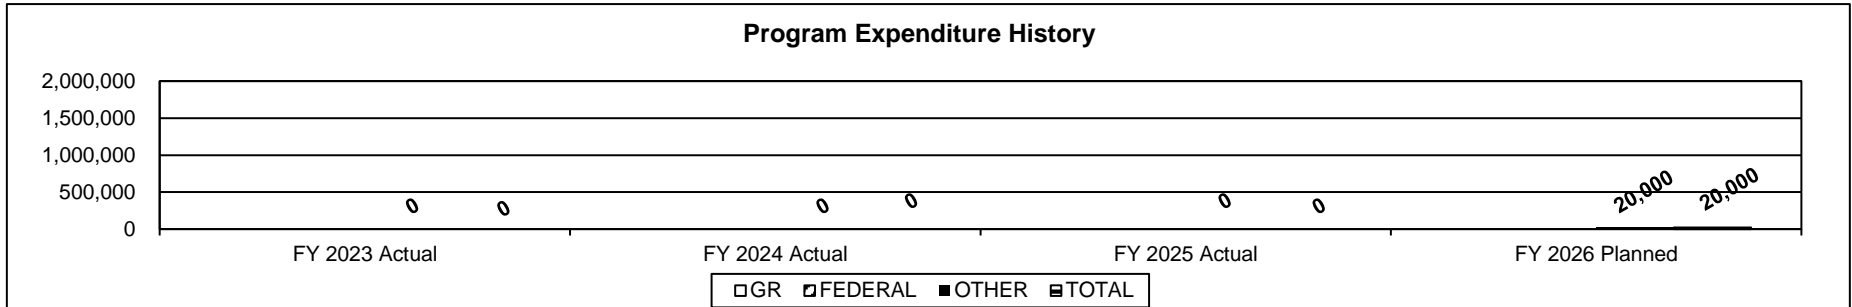 Program Expenditure History
2,000,000
1,500,000
1,000,000
500,000
0
0 0 0 0 0 0 20,000 20,000
FY 2023 Actual FY 2024 Actual FY 2025 Actual FY 2026 Planned
GR FEDERAL OTHER TOTAL